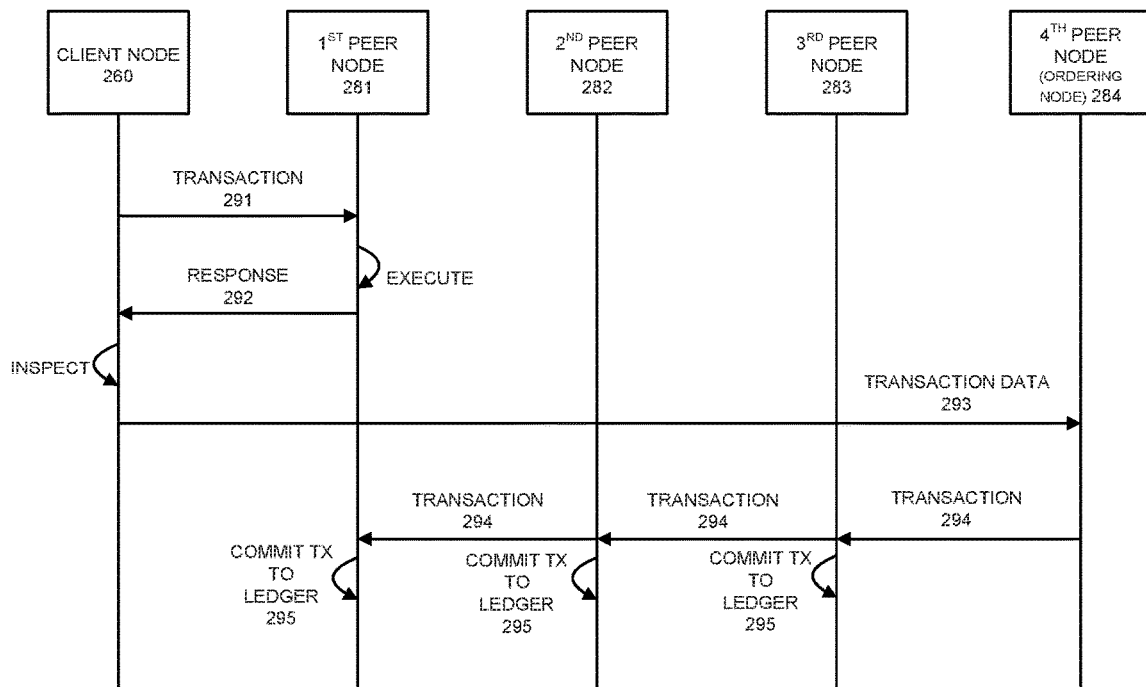 CLIENT NODE
260
1ST PEER
NODE
281
2ND PEER
NODE
282
3RD PEER
NODE
283
4TH PEER
NODE
(ORDERING
NODE) 284
TRANSACTION
291
EXECUTE
RESPONSE
292
INSPECT
TRANSACTION DATA
293
TRANSACTION
294
TRANSACTION
294
TRANSACTION
294
COMMIT TX
TO
LEDGER
295
COMMIT TX
TO
LEDGER
295
COMMIT TX
TO
LEDGER
295